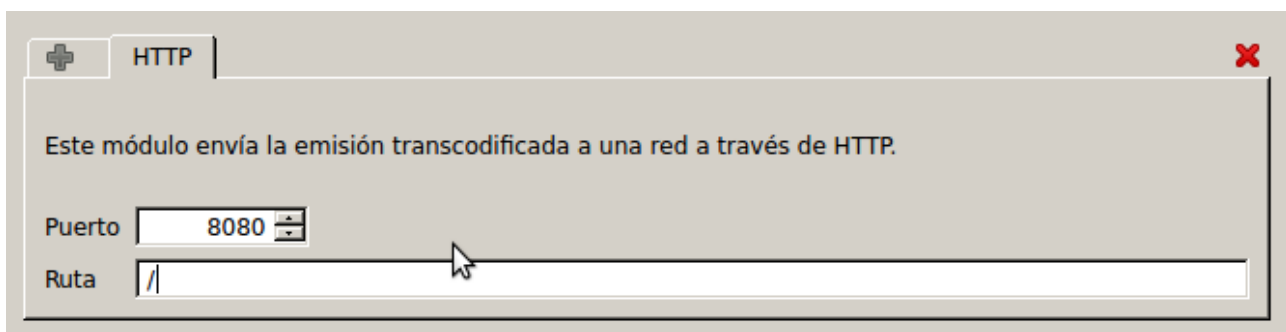 HTTP
Este módulo envía la emisión transcodificada a una red a través de HTTP.
Puerto 8080
Ruta /